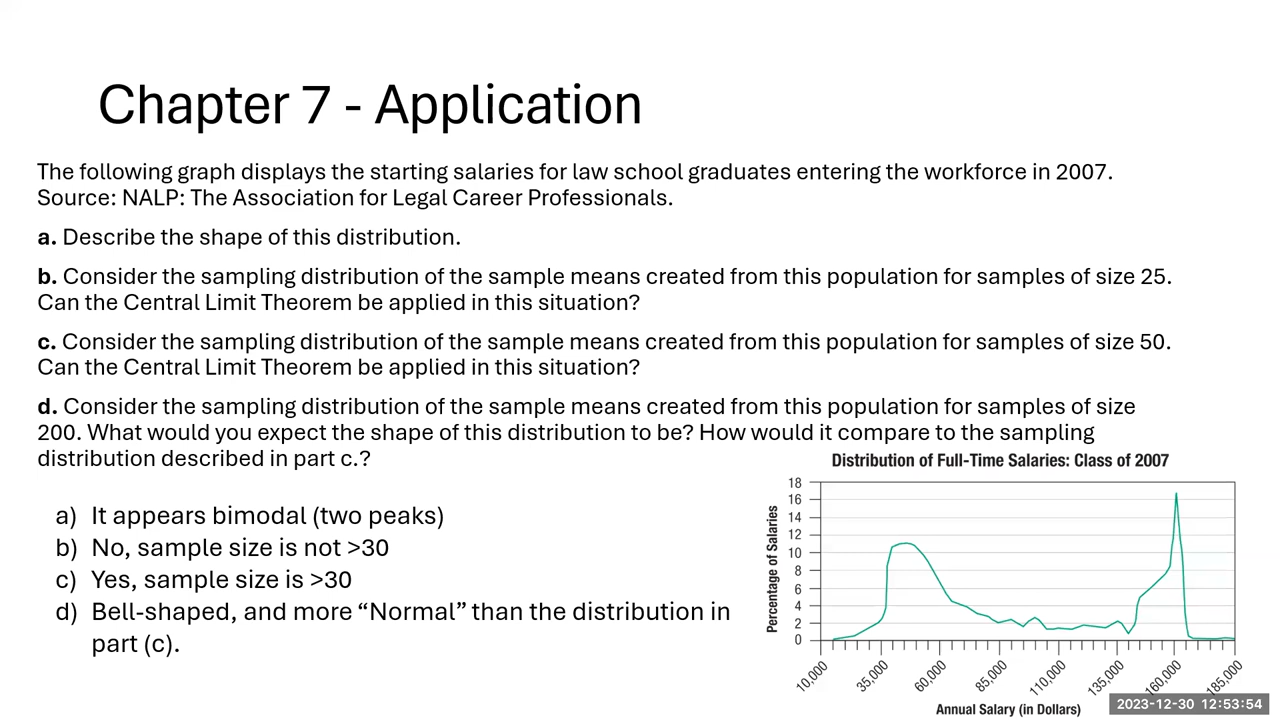 Chapter 7 - Application
The following graph displays the starting salaries for law school graduates entering the workforce in 2007.
Source: NALP: The Association for Legal Career Professionals.
a. Describe the shape of this distribution.
b. Consider the sampling distribution of the sample means created from this population for samples of size 25.
Can the Central Limit Theorem be applied in this situation?
c. Consider the sampling distribution of the sample means created from this population for samples of size 50.
Can the Central Limit Theorem be applied in this situation?
d. Consider the sampling distribution of the sample means created from this population for samples of size
200. What would you expect the shape of this distribution to be? How would it compare to the sampling
distribution described in part c.?
a) It appears bimodal (two peaks)
b) No, sample size is not >30
c) Yes, sample size is >30
d) Bell-shaped, and more “Normal” than the distribution in
part (c).
Distribution of Full-Time Salaries: Class of 2007
Percentage of Salaries
18
16
14
12
10
8
6
4
2
0
10,000
35,000
60,000
85,000
110,000
135,000
160,000
185,000
Annual Salary (in Dollars)
2023-12-30 12:53:54